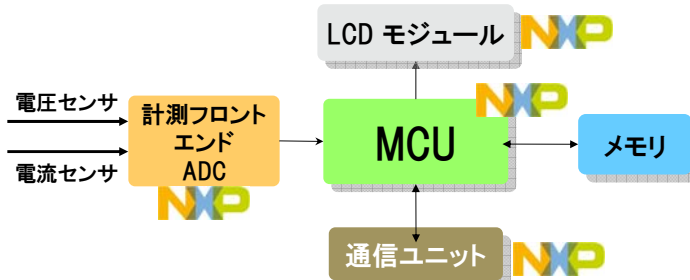 LCD モジュール
NXP
NXP
電圧センサ
計測フロント
エンド
ADC
電流センサ
NXP
MCU
メモリ
通信ユニット
NXP